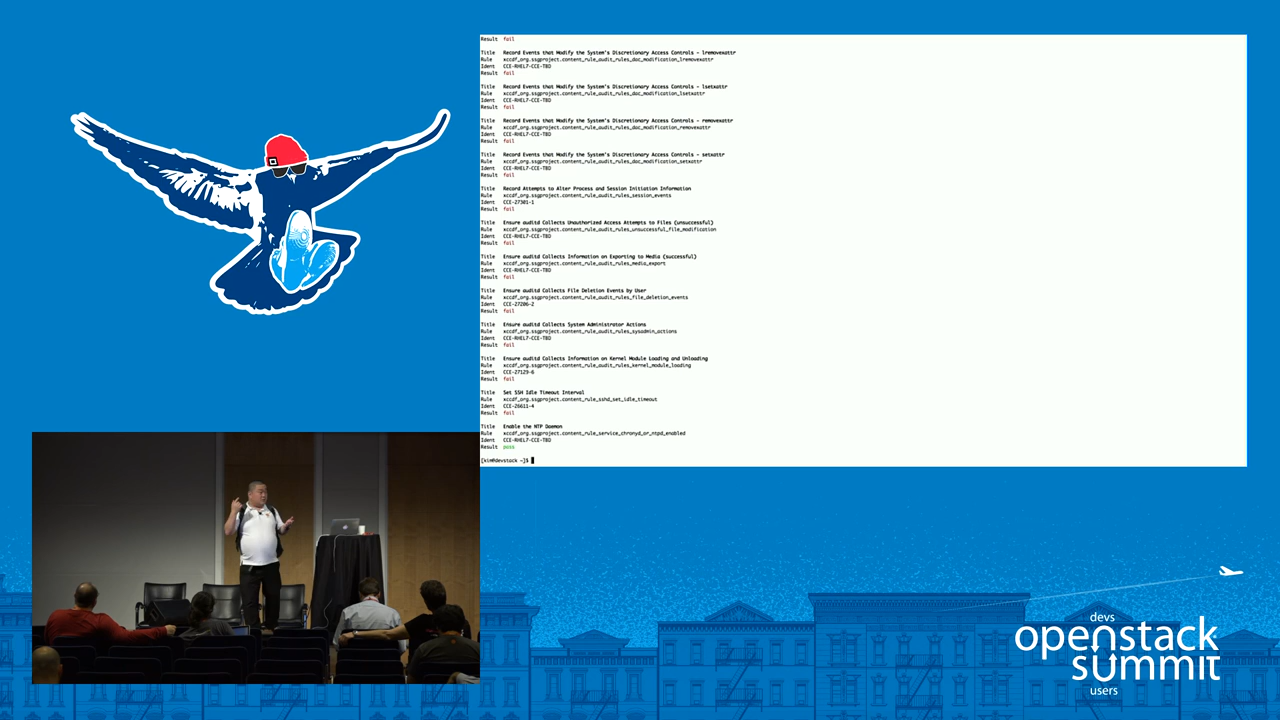 Result fail
Title Record Events that Modify the System's Discretionary Access Controls - lremovexattr
Rule xccdf_org.ssgproject.content_rule_audit_rules_dac_modification_lremovexattr
Ident CCE-RHEL7-CCE-TBD
Result fail
Title Record Events that Modify the System's Discretionary Access Controls - lsetxattr
Rule xccdf_org.ssgproject.content_rule_audit_rules_dac_modification_lsetxattr
Ident CCE-RHEL7-CCE-TBD
Result fail
Title Record Events that Modify the System's Discretionary Access Controls - removexattr
Rule xccdf_org.ssgproject.content_rule_audit_rules_dac_modification_removexattr
Ident CCE-RHEL7-CCE-TBD
Result fail
Title Record Events that Modify the System's Discretionary Access Controls - setxattr
Rule xccdf_org.ssgproject.content_rule_audit_rules_dac_modification_setxattr
Ident CCE-RHEL7-CCE-TBD
Result fail
Title Record Attempts to Alter Process and Session Initiation Information
Rule xccdf_org.ssgproject.content_rule_audit_rules_session_events
Ident CCE-27301-1
Result fail
Title Ensure auditd Collects Unauthorized Access Attempts to Files (unsuccessful)
Rule xccdf_org.ssgproject.content_rule_audit_rules_unsuccessful_file_modification
Ident CCE-RHEL7-CCE-TBD
Result fail
Title Ensure auditd Collects Information on Exporting to Media (successful)
Rule xccdf_org.ssgproject.content_rule_audit_rules_media_export
Ident CCE-RHEL7-CCE-TBD
Result fail
Title Ensure auditd Collects File Deletion Events by User
Rule xccdf_org.ssgproject.content_rule_audit_rules_file_deletion_events
Ident CCE-27206-2
Result fail
Title Ensure auditd Collects System Administrator Actions
Rule xccdf_org.ssgproject.content_rule_audit_rules_sysadmin_actions
Ident CCE-RHEL7-CCE-TBD
Result fail
Title Ensure auditd Collects Information on Kernel Module Loading and Unloading
Rule xccdf_org.ssgproject.content_rule_audit_rules_kernel_module_loading
Ident CCE-27129-6
Result fail
Title Set SSH Idle Timeout Interval
Rule xccdf_org.ssgproject.content_rule_sshd_set_idle_timeout
Ident CCE-26611-4
Result fail
Title Enable the NTP Daemon
Rule xccdf_org.ssgproject.content_rule_service_chronyd_or_ntpd_enabled
Ident CCE-RHEL7-CCE-TBD
Result pass
[kim@devstack ~]$
devs
openstack
summit
users